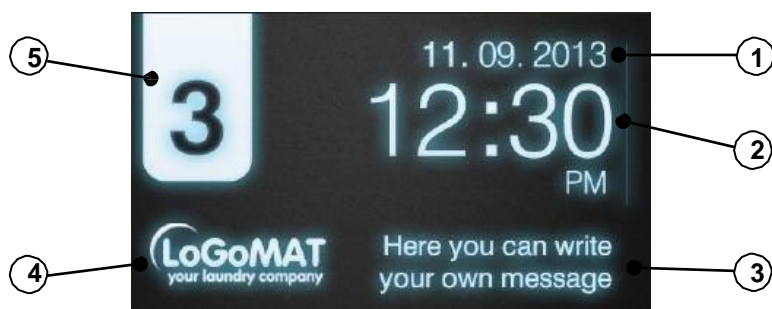 5
3
11. 09. 2013
1
12:30
2
PM
LoGoMAT
your laundry company
4
Here you can write
your own message
3